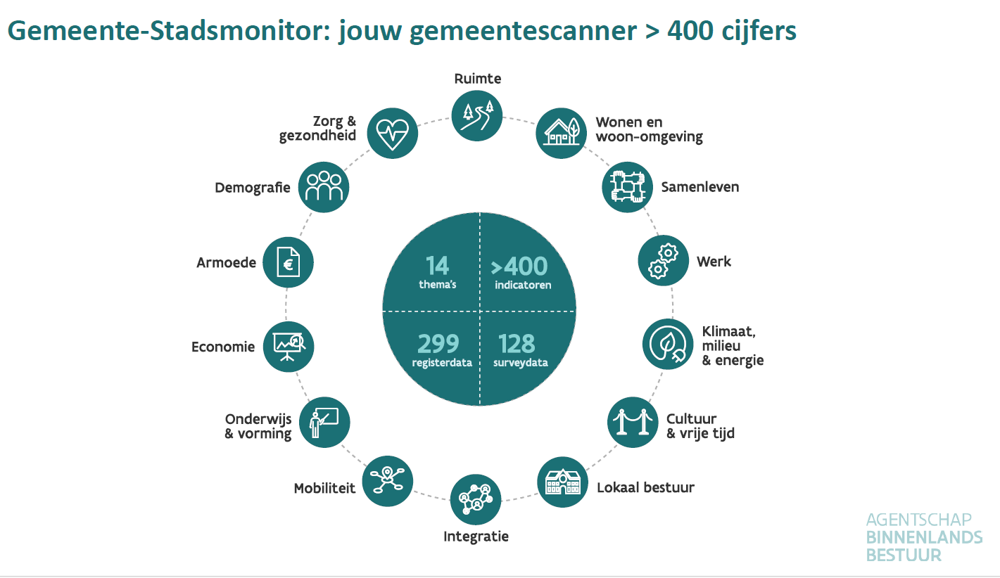 Gemeente-Stadsmonitor: jouw gemeentescanner > 400 cijfers
Ruimte
Wonen en
woon-omgeving
Samenleven
Werk
Klimaat,
milieu
& energie
Cultuur
& vrije tijd
Lokaal bestuur
Integratie
Mobiliteit
Onderwijs
& vorming
Economie
Armoede
€
Demografie
Zorg &
gezondheid
14
thema's
>400
indicatoren
299
registerdata
128
surveydata
AGENTSCHAP
BINNENLANDS
BESTUUR